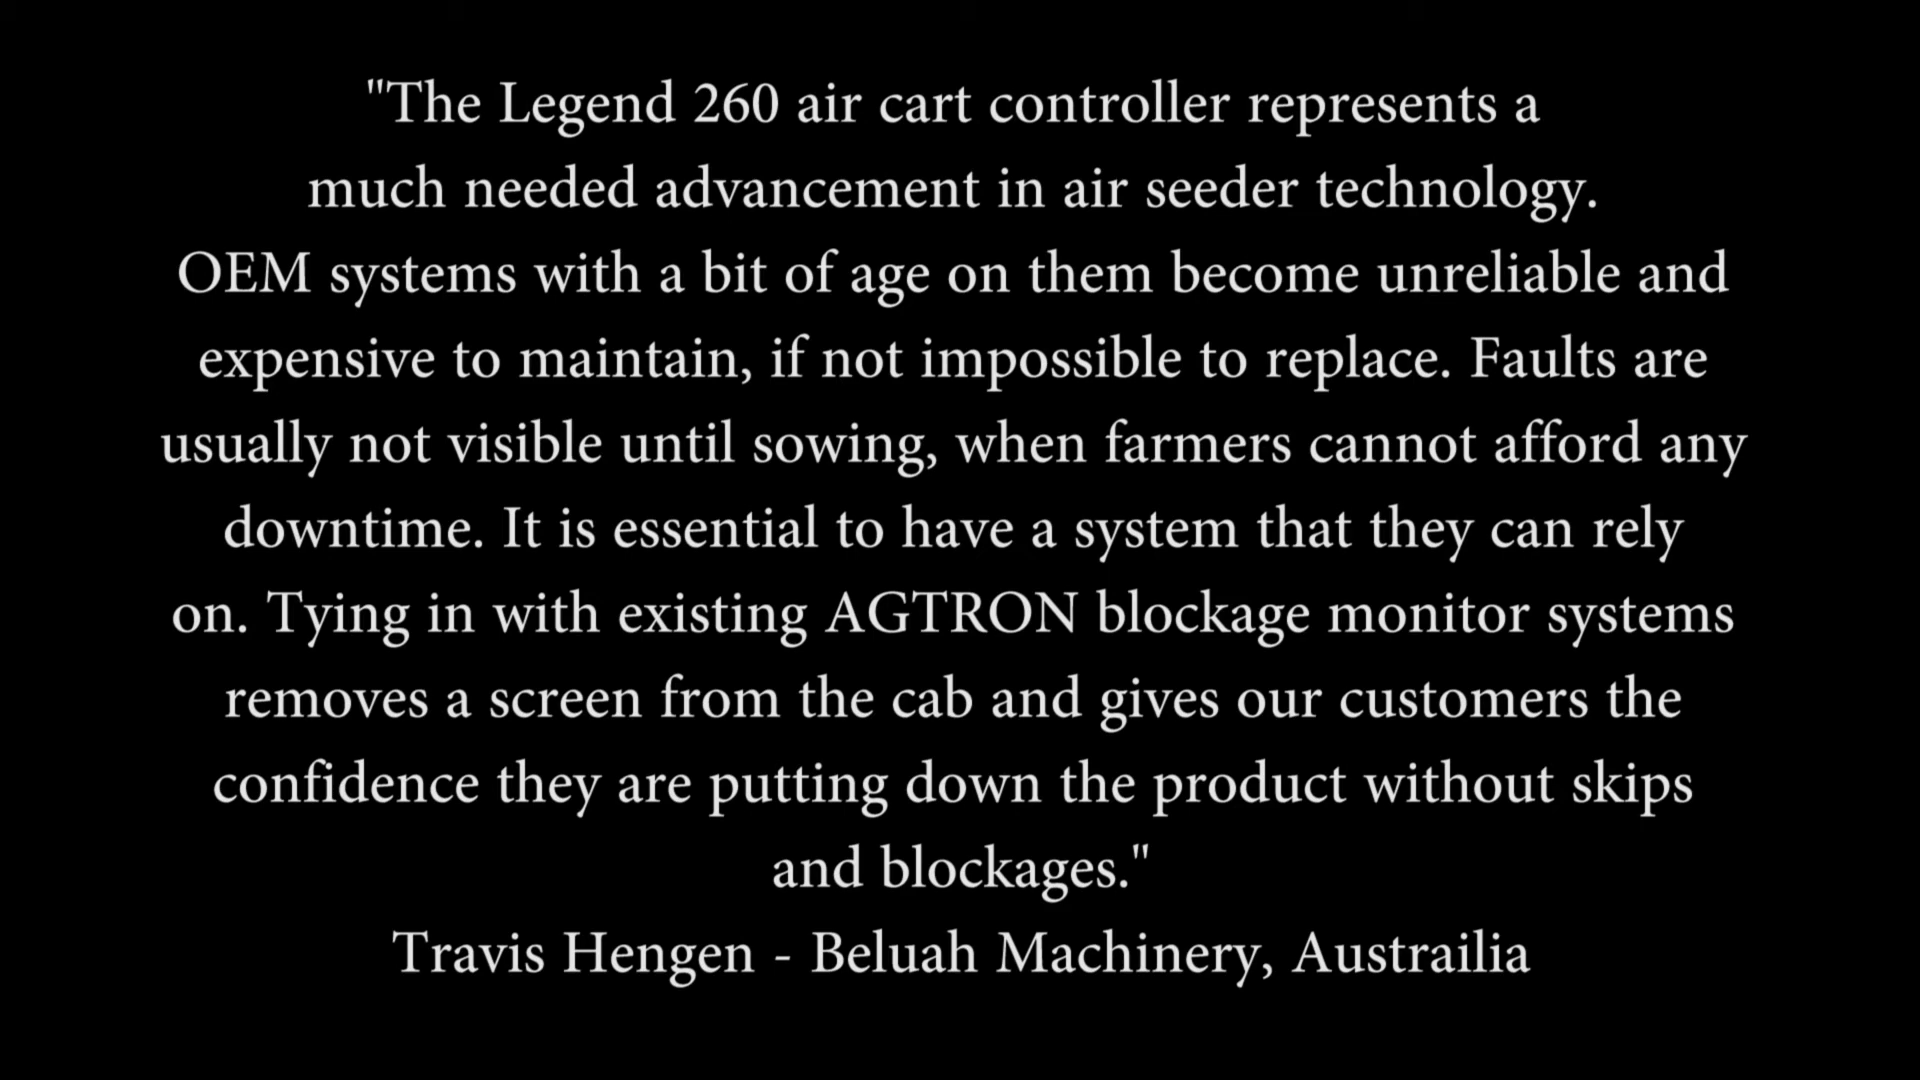 "The Legend 260 air cart controller represents a
much needed advancement in air seeder technology.
OEM systems with a bit of age on them become unreliable and
expensive to maintain, if not impossible to replace. Faults are
usually not visible until sowing, when farmers cannot afford any
downtime. It is essential to have a system that they can rely
on. Tying in with existing AGTRON blockage monitor systems
removes a screen from the cab and gives our customers the
confidence they are putting down the product without skips
and blockages."
Travis Hengen - Beluah Machinery, Austrailia